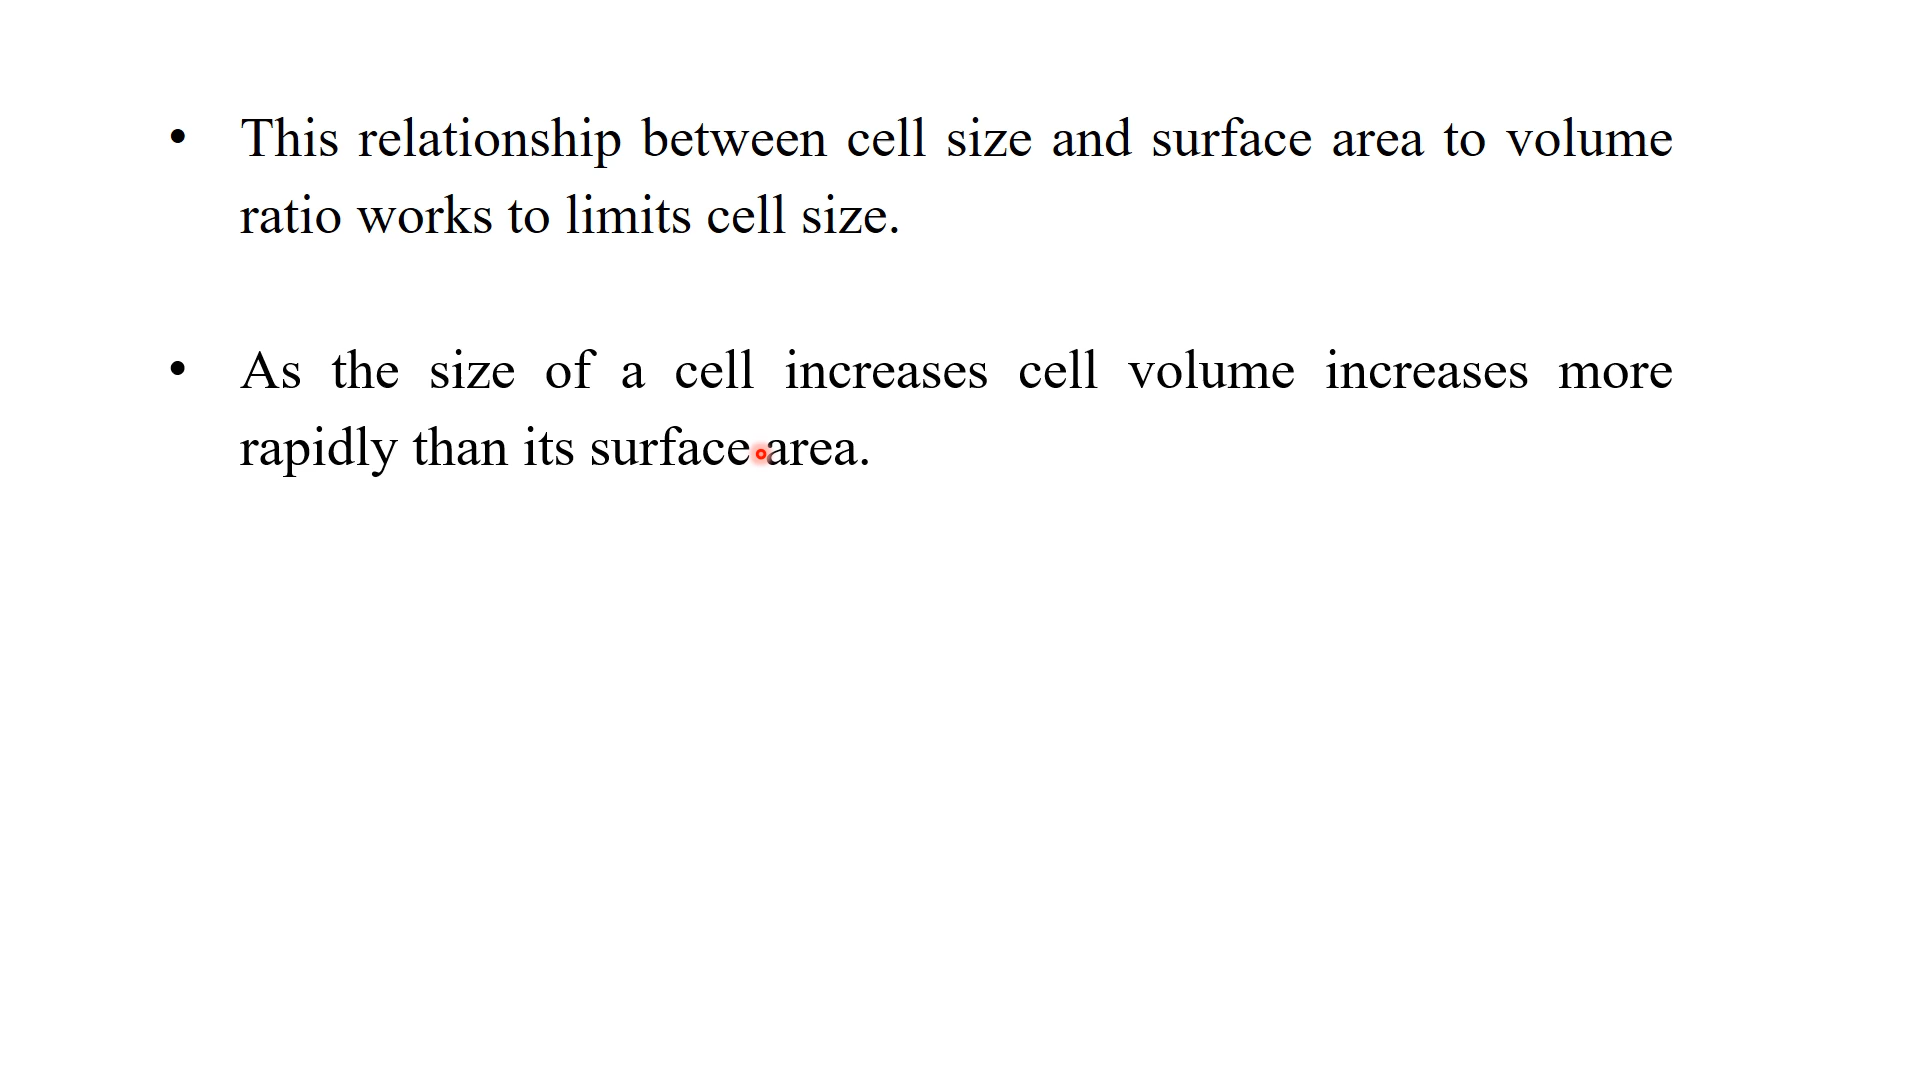 • This relationship between cell size and surface area to volume
ratio works to limits cell size.
• As the size of a cell increases cell volume increases more
rapidly than its surface area.